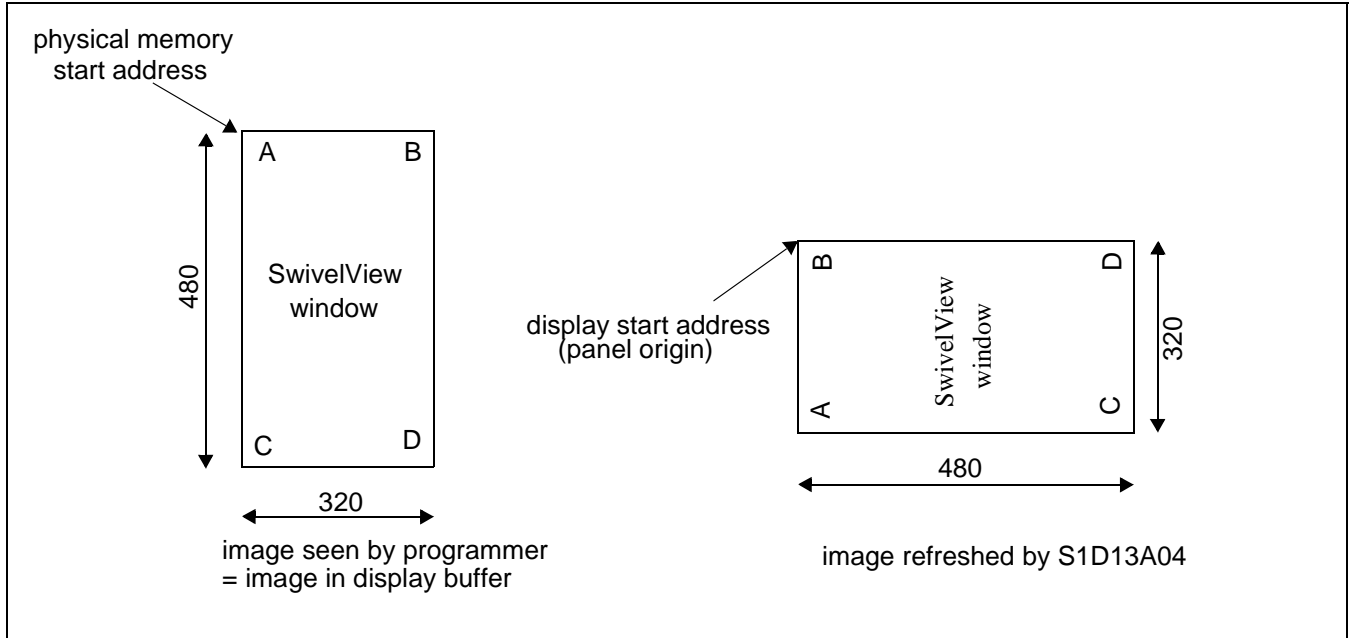 physical memory
start address
A B
480
SwivelView
window
C D
320
image seen by programmer
= image in display buffer
display start address
(panel origin)
B D
SwivelView
window
A C
320
480
image refreshed by S1D13A04